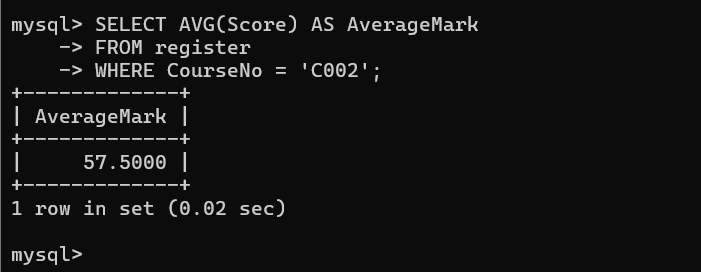 mysql> SELECT AVG(Score) AS AverageMark
    -> FROM register
    -> WHERE CourseNo = 'C002';
+-------------+
| AverageMark |
+-------------+
|     57.5000 |
+-------------+
1 row in set (0.02 sec)

mysql>